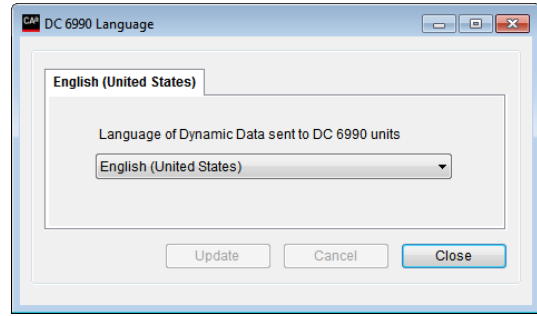 CA⁴ DC 6990 Language
English (United States)
Language of Dynamic Data sent to DC 6990 units
English (United States)
Update Cancel Close